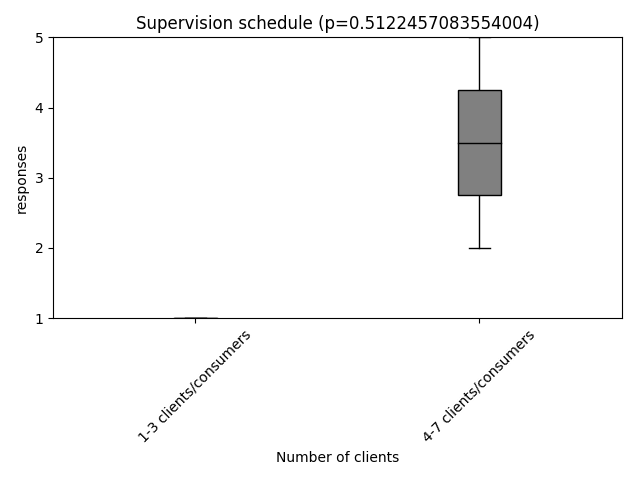 Supervision schedule (p=0.5122457083554004)
responses
5
4
3
2
1
1-3 clients/consumers
4-7 clients/consumers
Number of clients